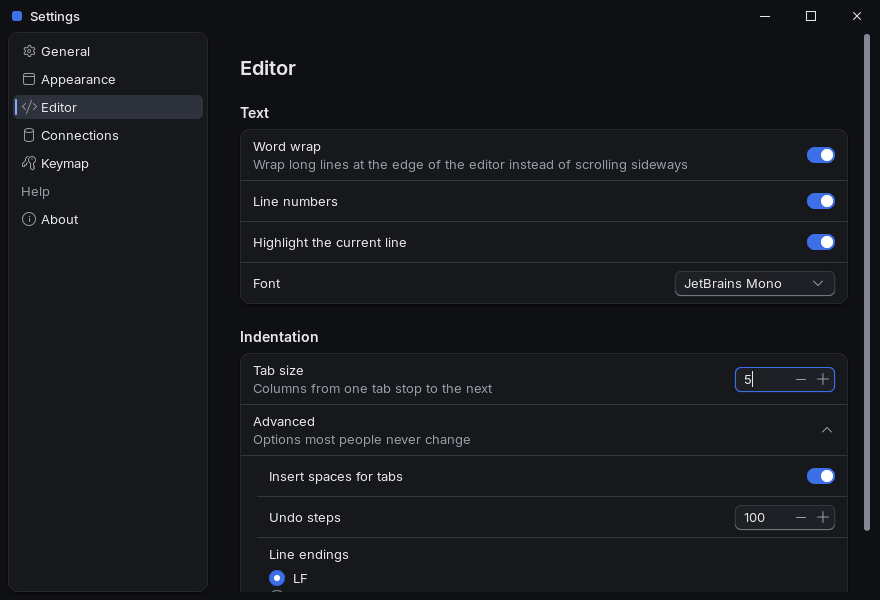 Settings
General
Appearance
Editor
Connections
Keymap
Help
About
Editor
Text
Word wrap
Wrap long lines at the edge of the editor instead of scrolling sideways
Line numbers
Highlight the current line
Font
JetBrains Mono
Indentation
Tab size
Columns from one tab stop to the next
5
Advanced
Options most people never change
Insert spaces for tabs
Undo steps
100
Line endings
LF